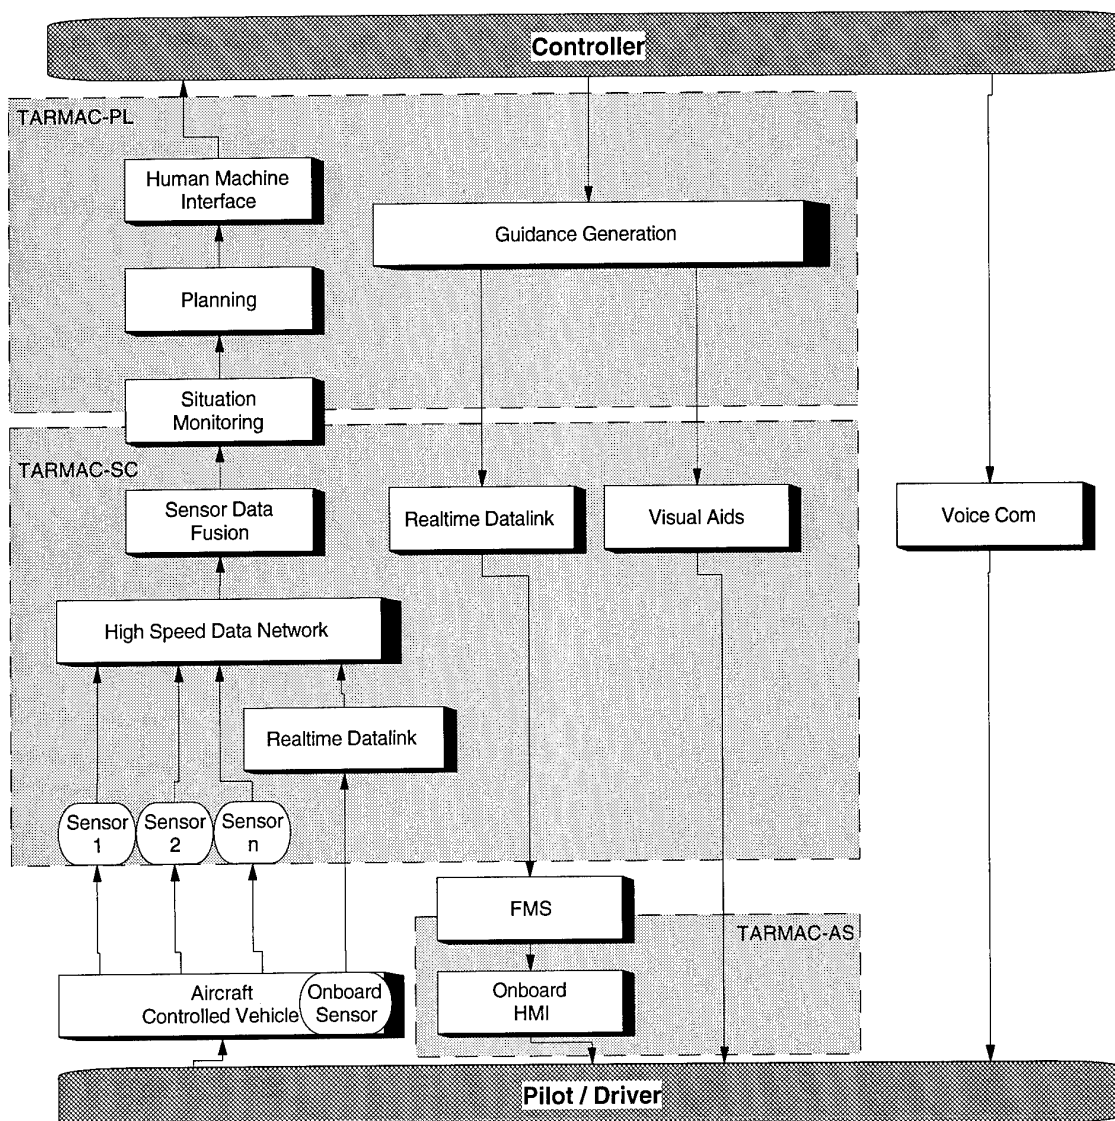 Controller
TARMAC-PL
Human Machine
Interface
Guidance Generation
Planning
Situation
Monitoring
TARMAC-SC
Sensor Data
Fusion
Realtime Datalink
Visual Aids
Voice Com
High Speed Data Network
Realtime Datalink
Sensor
1
Sensor
2
Sensor
n
FMS
TARMAC-AS
Aircraft
Controlled Vehicle
Onboard
Sensor
Onboard
HMI
Pilot / Driver